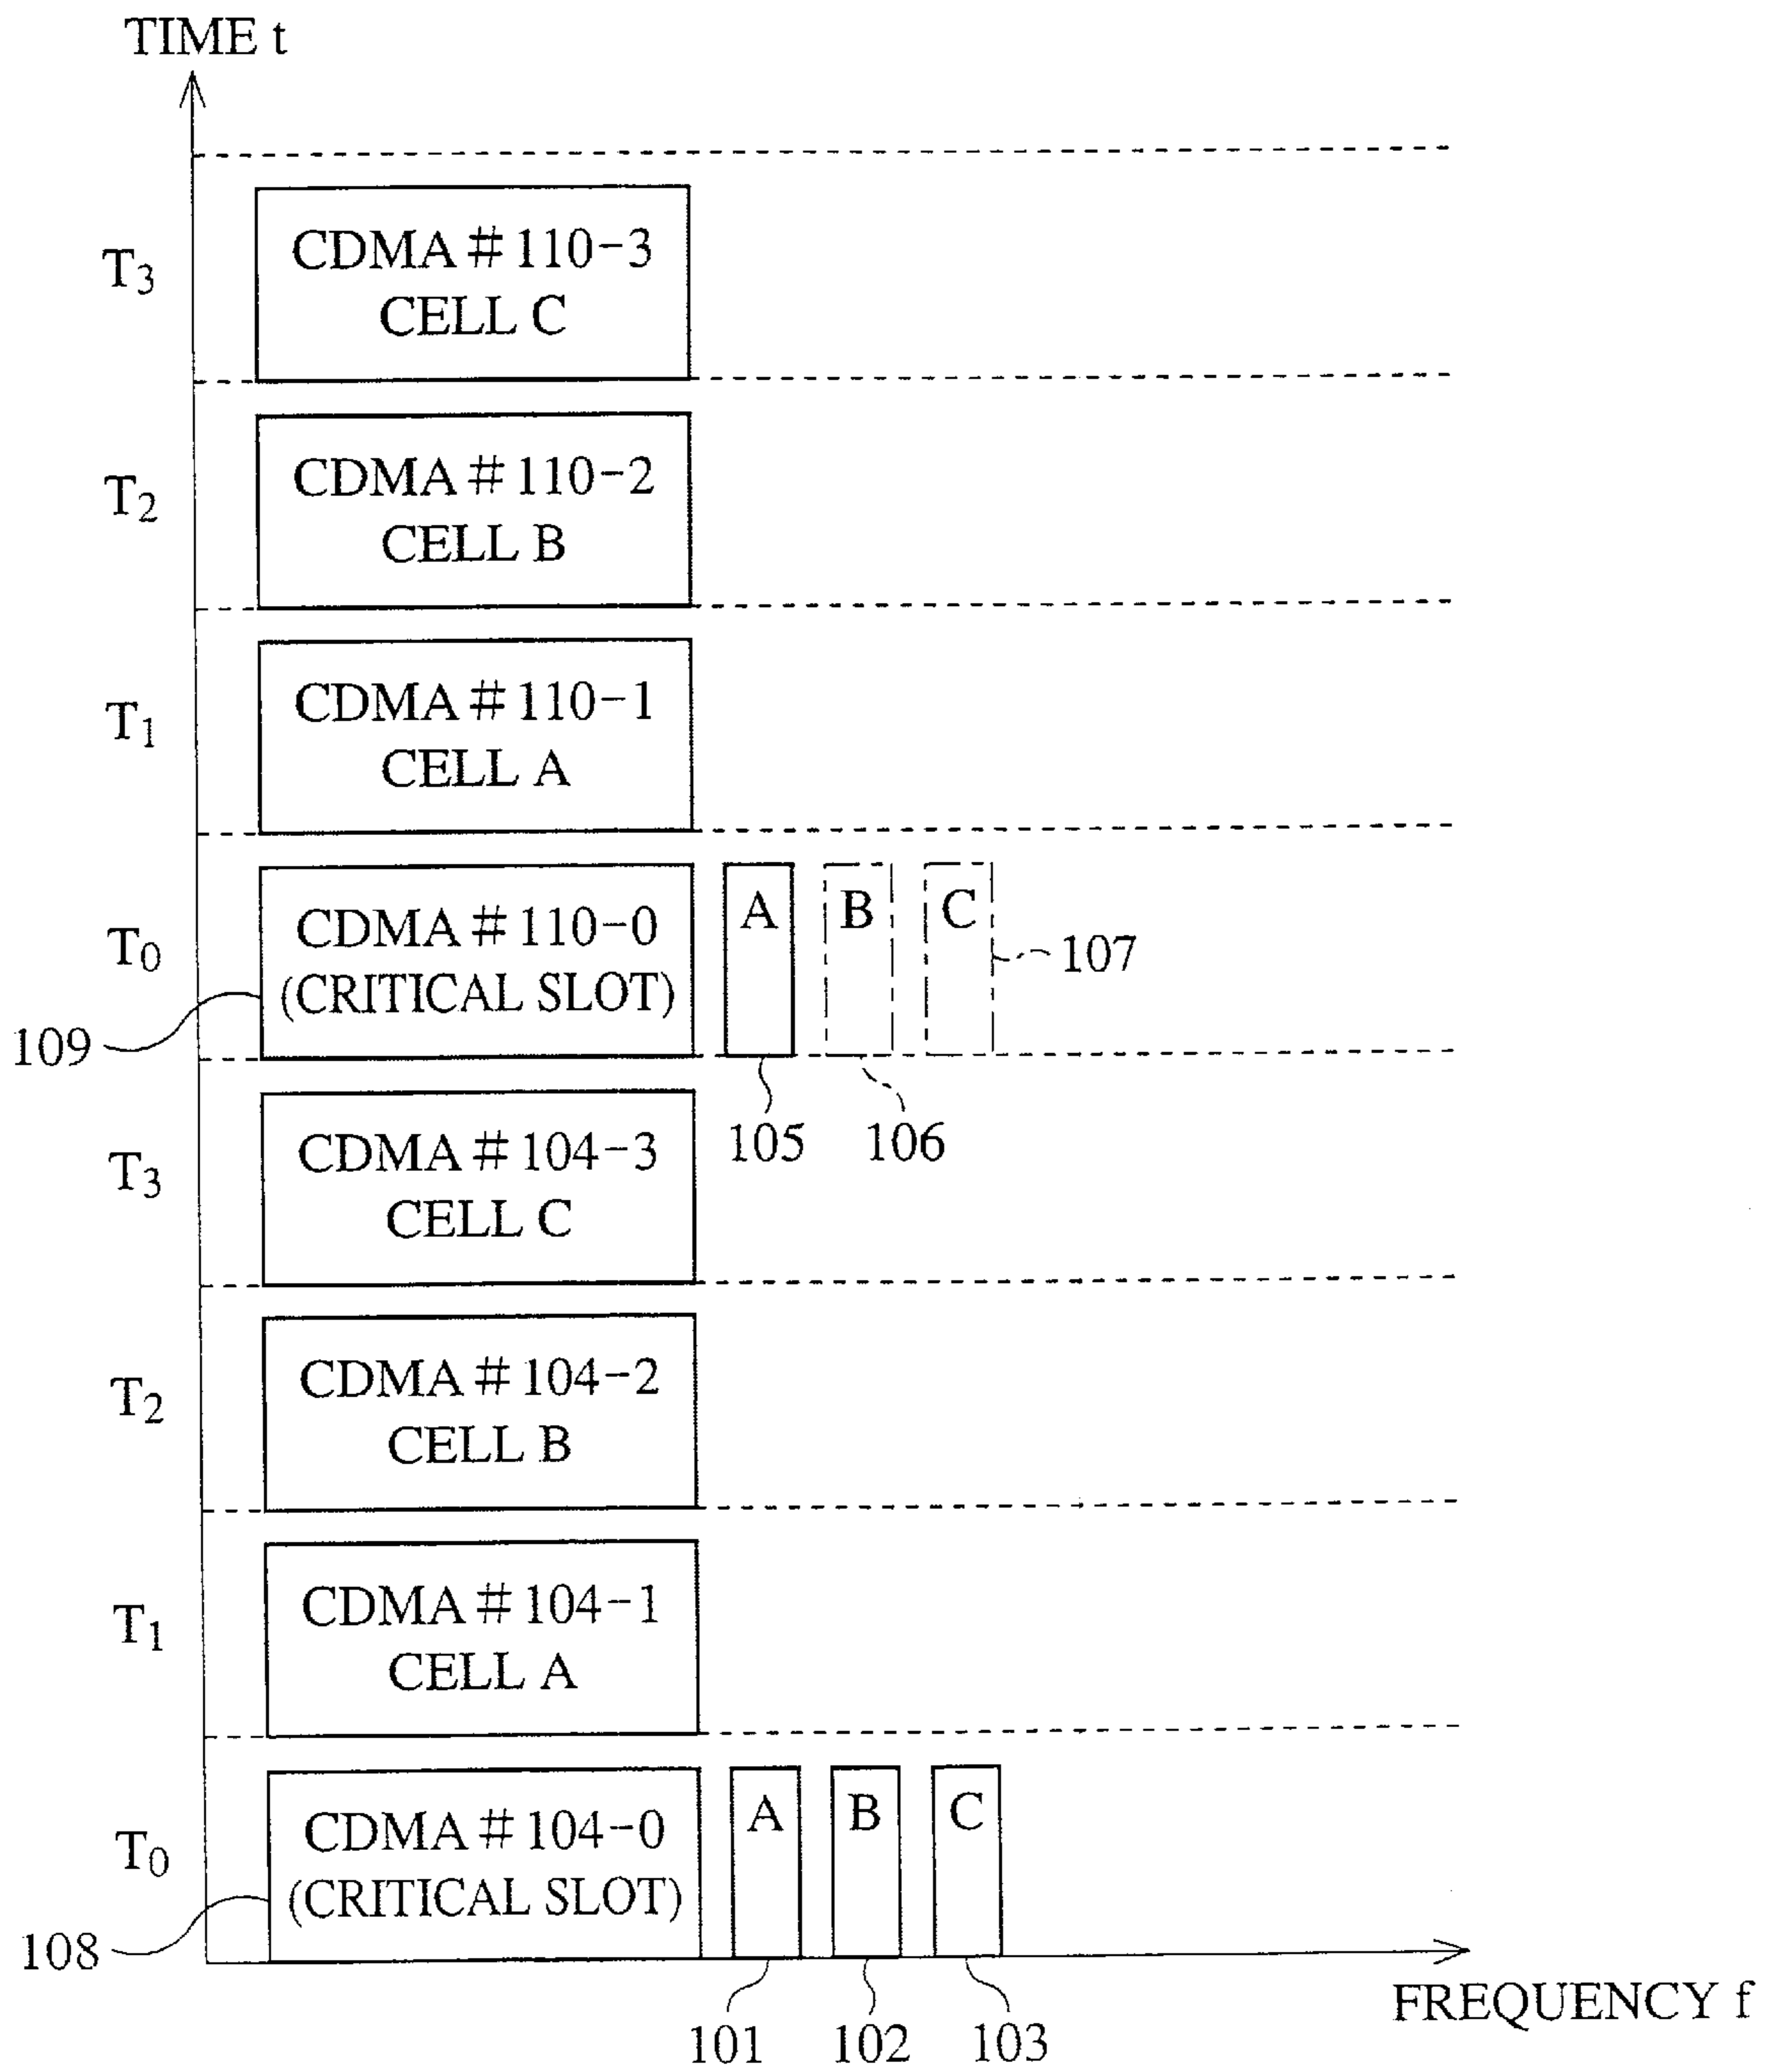 TIME t
T3
CDMA # 110-3
CELL C
T2
CDMA # 110-2
CELL B
T1
CDMA # 110-1
CELL A
T0
CDMA # 110-0
(CRITICAL SLOT)
A
B
C
107
109
105
106
T3
CDMA # 104-3
CELL C
T2
CDMA # 104-2
CELL B
T1
CDMA # 104-1
CELL A
T0
CDMA # 104-0
(CRITICAL SLOT)
A
B
C
108
101
102
103
FREQUENCY f